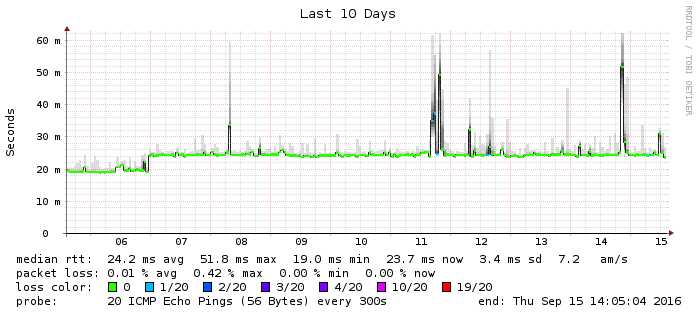 Last 10 Days
RRDTOOL / TOBI OETIKER
Seconds
60 m
50 m
40 m
30 m
20 m
10 m
0
06 07 08 09 10 11 12 13 14 15
median rtt: 24.2 ms avg 51.8 ms max 19.0 ms min 23.7 ms now 3.4 ms sd 7.2 am/s
packet loss: 0.01 % avg 0.42 % max 0.00 % min 0.00 % now
loss color: 0 1/20 2/20 3/20 4/20 10/20 19/20
probe: 20 ICMP Echo Pings (56 Bytes) every 300s end: Thu Sep 15 14:05:04 2016